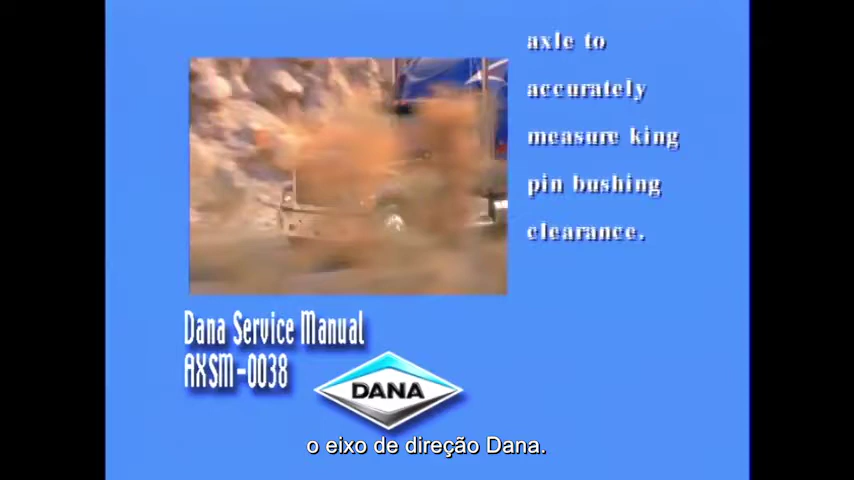 axle to
accurately
measure king
pin bushing
clearance.
Dana Service Manual
AXSM-0038
DANA
o eixo de direção Dana.